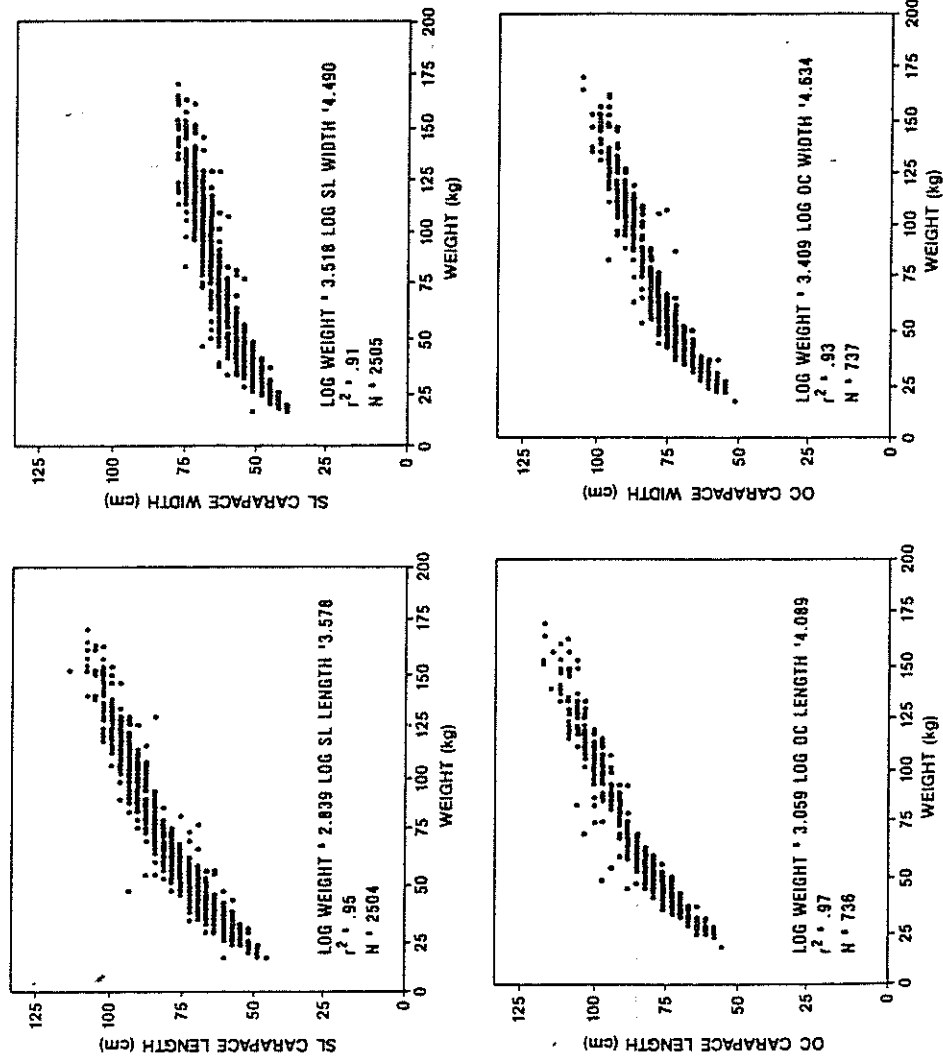 SL CARAPACE LENGTH (cm)
125
100
75
50
25
0
LOG WEIGHT = 2.839 LOG SL LENGTH -3.578
r² = .95
N = 2504
0 25 50 75 100 125 150 175 200
WEIGHT (kg)
SL CARAPACE WIDTH (cm)
125
100
75
50
25
0
LOG WEIGHT = 3.518 LOG SL WIDTH -4.490
r² = .91
N = 2505
0 25 50 75 100 125 150 175 200
WEIGHT (kg)
OC CARAPACE LENGTH (cm)
125
100
75
50
25
0
LOG WEIGHT = 3.059 LOG OC LENGTH -4.089
r² = .97
N = 736
0 25 50 75 100 125 150 175 200
WEIGHT (kg)
OC CARAPACE WIDTH (cm)
125
100
75
50
25
0
LOG WEIGHT = 3.409 LOG OC WIDTH -4.634
r² = .93
N = 737
0 25 50 75 100 125 150 175 200
WEIGHT (kg)